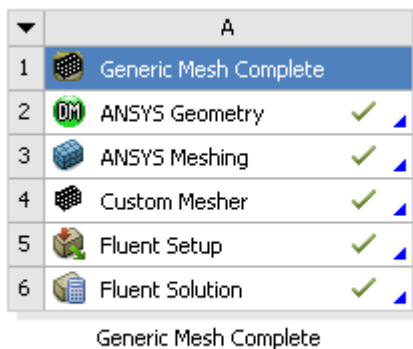 A
1 Generic Mesh Complete
2 DM ANSYS Geometry
3 ANSYS Meshing
4 Custom Mesher
5 Fluent Setup
6 Fluent Solution
Generic Mesh Complete